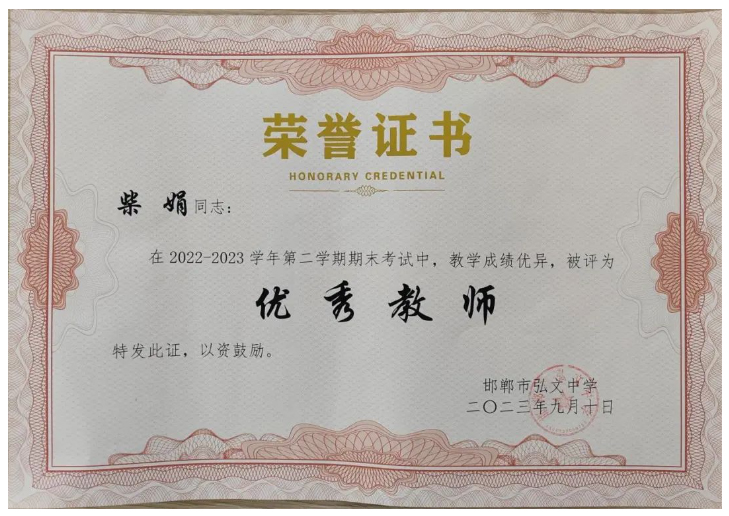 荣誉证书
HONORARY CREDENTIAL
柴 娟同志：
在 2022-2023 学年第二学期期末考试中，教学成绩优异，被评为
优秀教师
特发此证，以资鼓励。
邯郸市弘文中学
二〇二三年九月十日